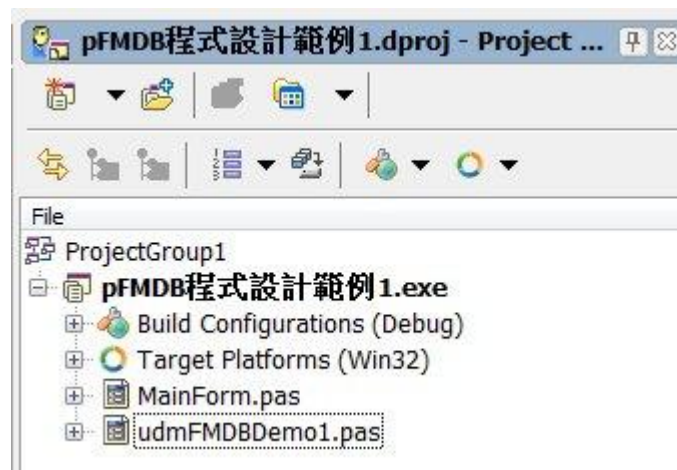 pFMDB程式設計範例1.dproj - Project ...
File
ProjectGroup1
pFMDB程式設計範例1.exe
Build Configurations (Debug)
Target Platforms (Win32)
MainForm.pas
udmFMDBDemo1.pas